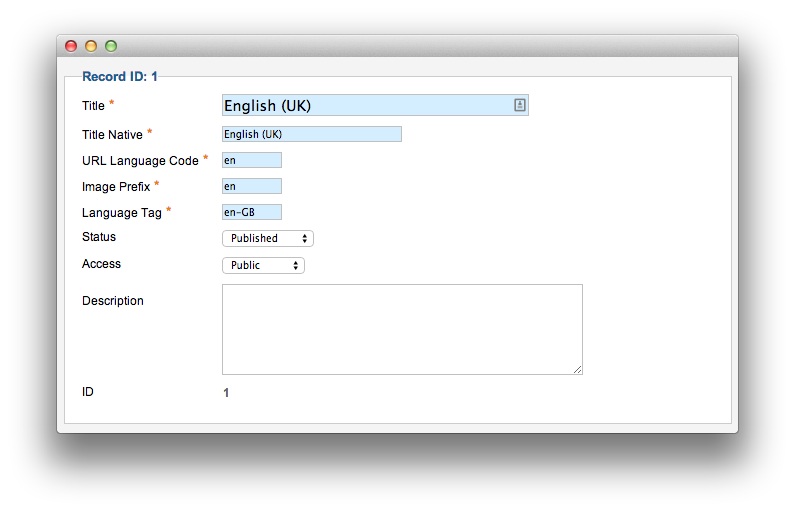 Record ID: 1
Title * English (UK)
Title Native * English (UK)
URL Language Code * en
Image Prefix * en
Language Tag * en-GB
Status Published
Access Public
Description
ID 1